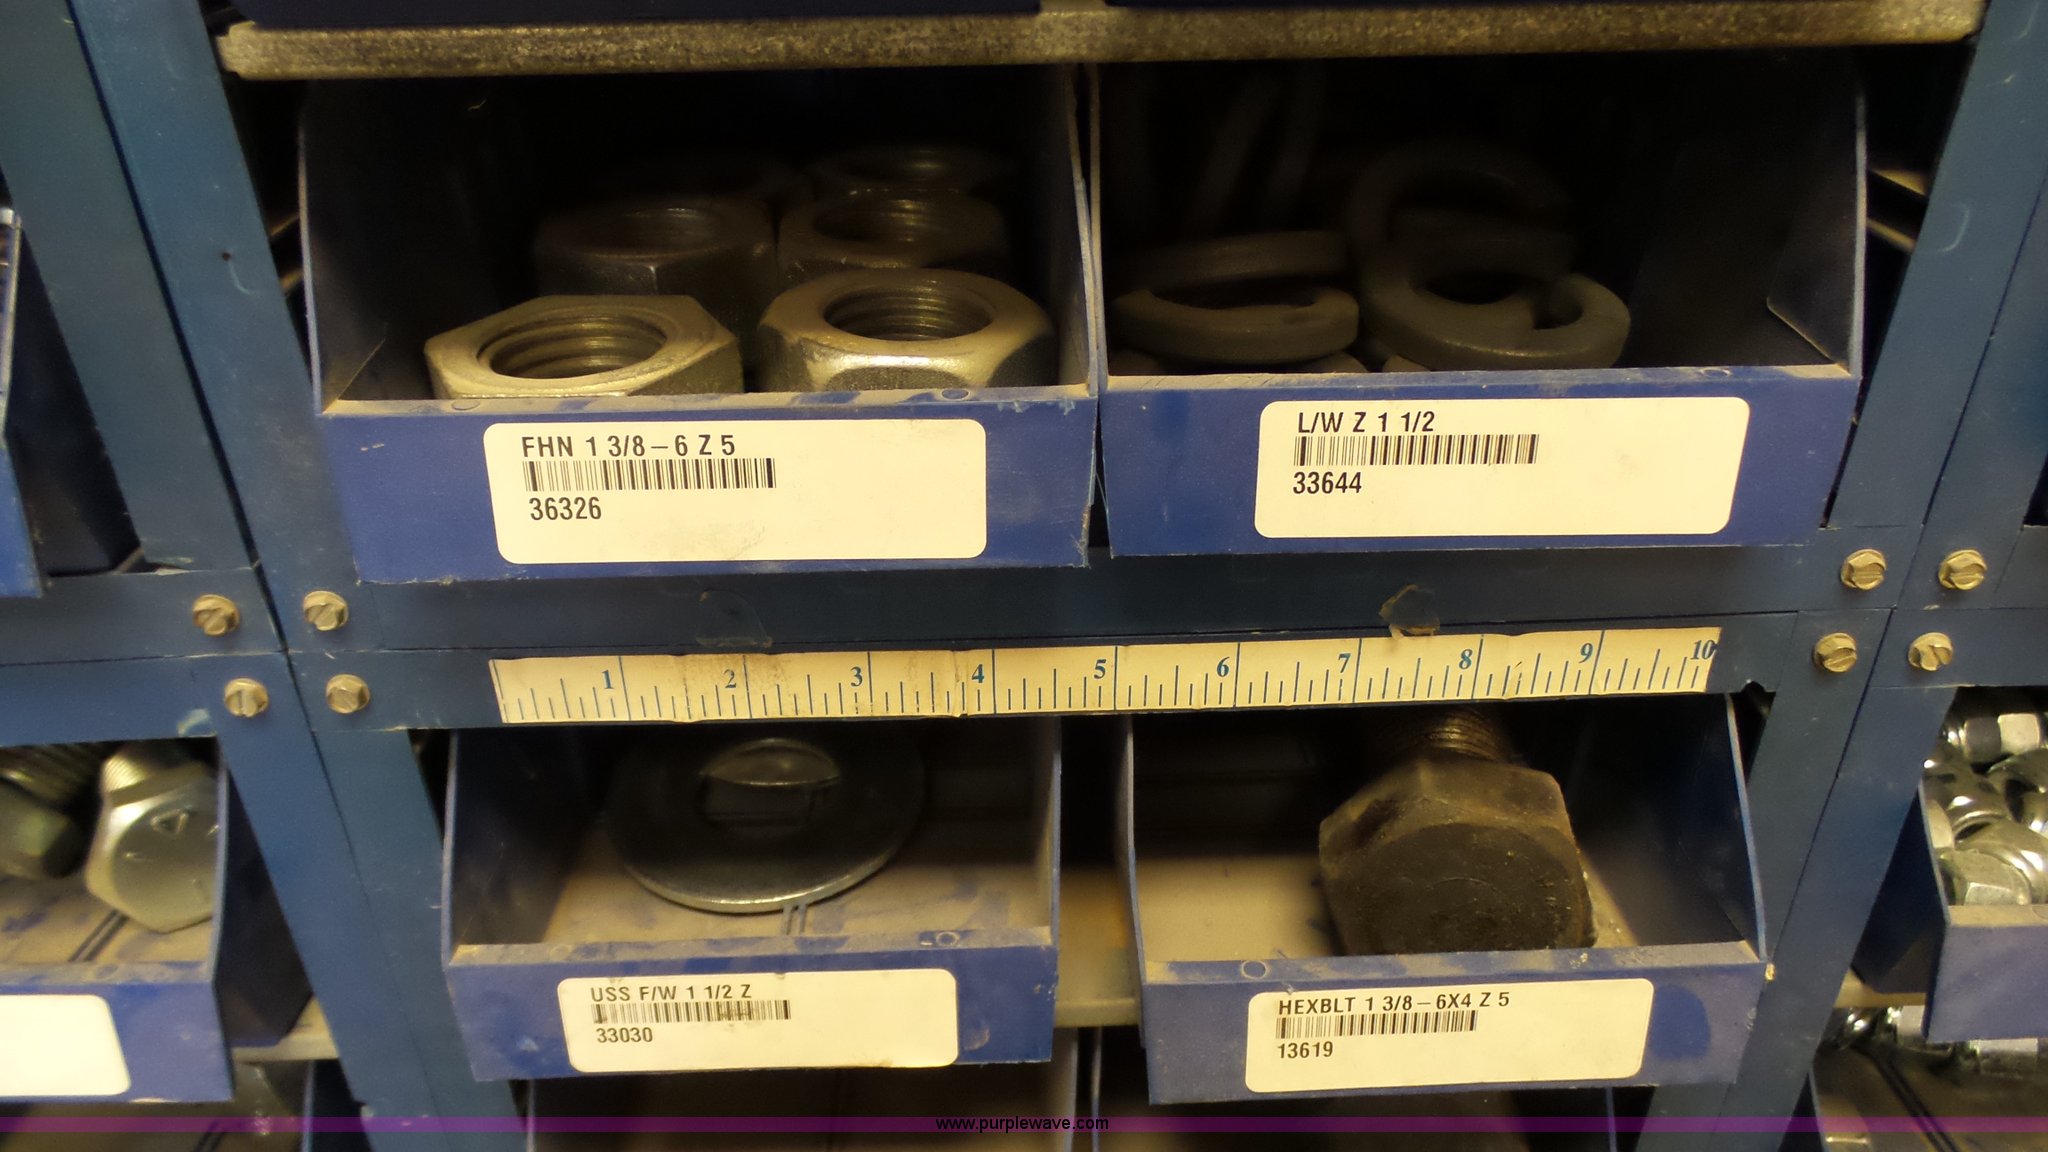 FHN 1 3/8-6 Z 5
36326
L/W Z 1 1/2
33644
1 2 3 4 5 6 7 8 9 10
USS F/W 1 1/2 Z
33030
HEXBLT 1 3/8-6X4 Z 5
13619
www.purplewave.com